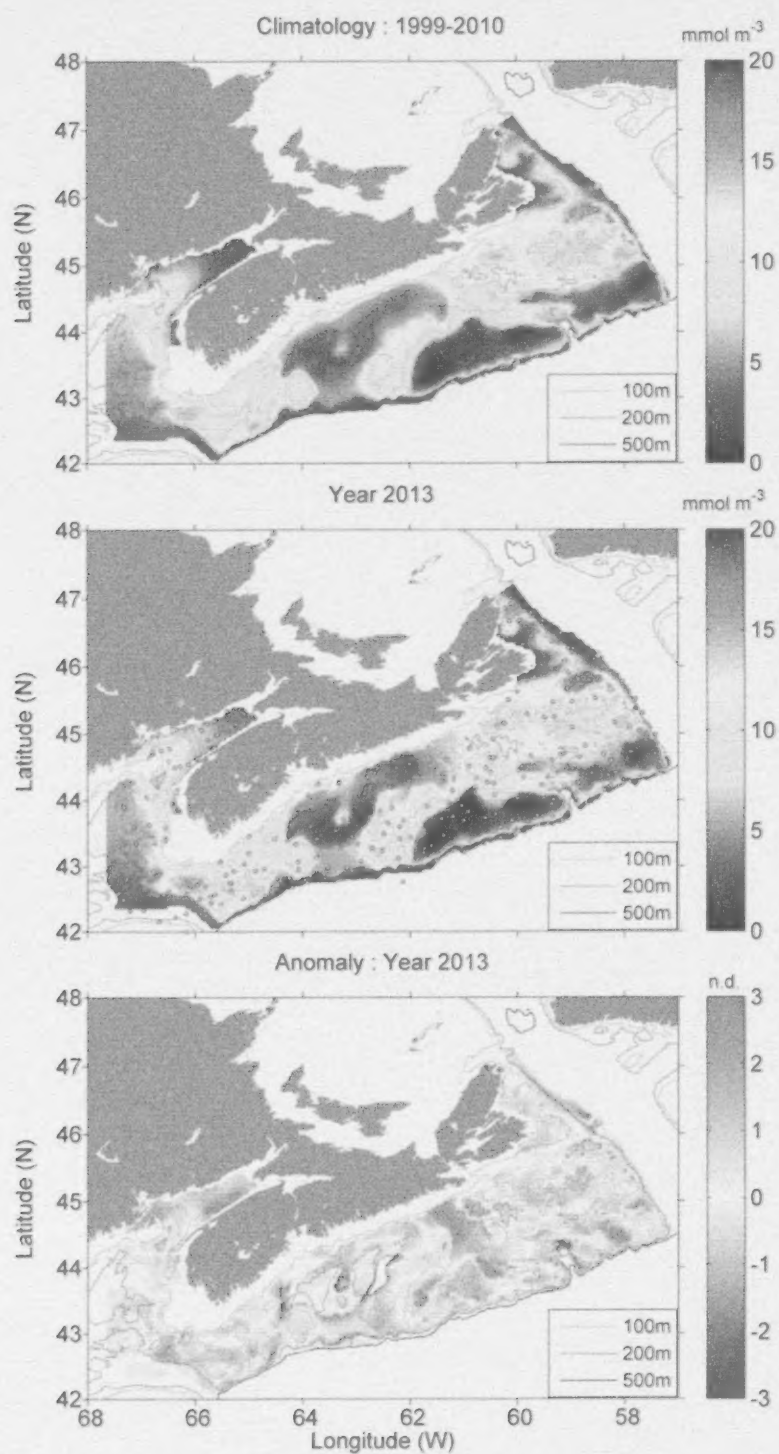 Climatology : 1999-2010
mmol m-3
48
47
46
45
44
43
42
Latitude (N)
100m
200m
500m
20
15
10
5
0
Year 2013
mmol m-3
48
47
46
45
44
43
42
Latitude (N)
100m
200m
500m
20
15
10
5
0
Anomaly : Year 2013
n.d.
48
47
46
45
44
43
42
Latitude (N)
100m
200m
500m
3
2
1
0
-1
-2
-3
68 66 64 62 60 58
Longitude (W)